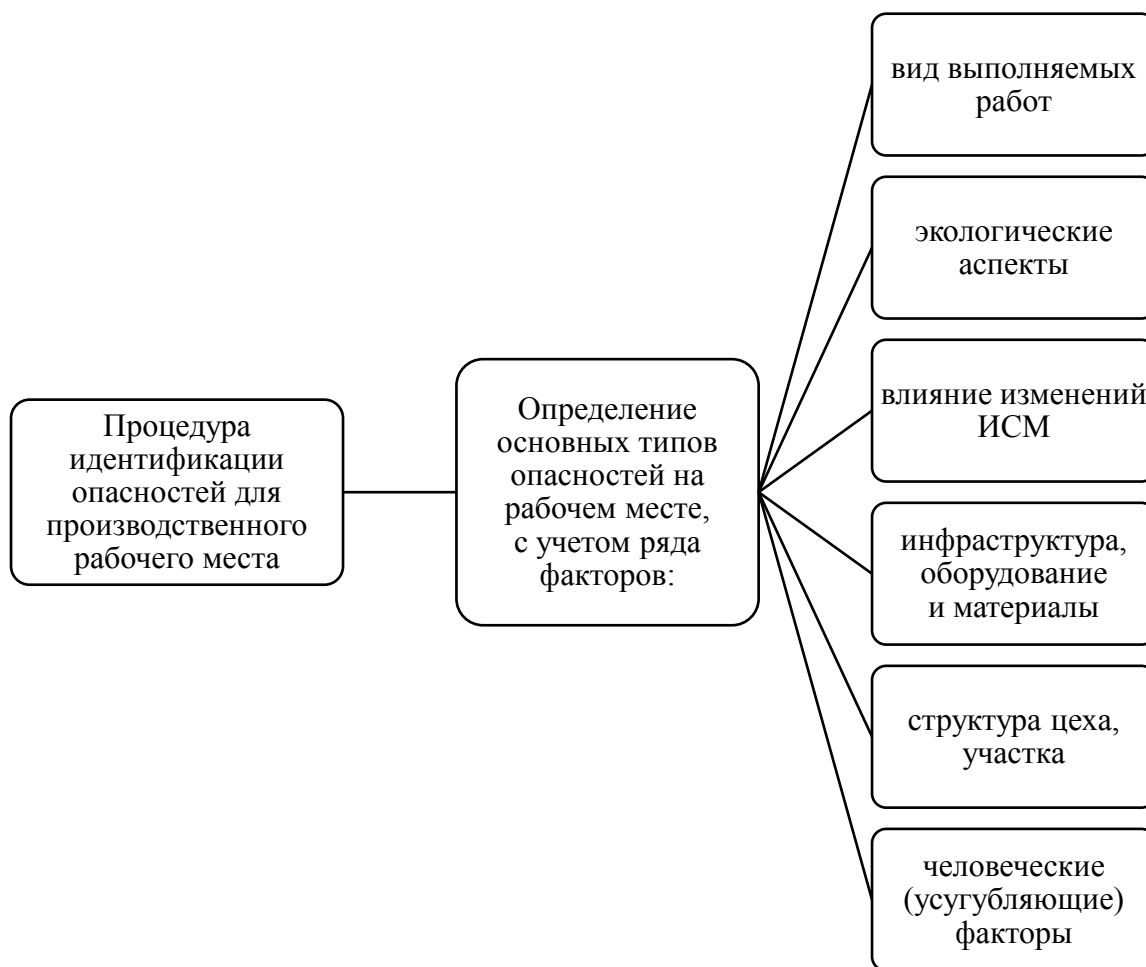 Процедура
идентификации
опасностей для
производственного
рабочего места
Определение
основных типов
опасностей на
рабочем месте,
с учетом ряда
факторов:
вид выполняемых
работ
экологические
аспекты
влияние изменений
ИСМ
инфраструктура,
оборудование
и материалы
структура цеха,
участка
человеческие
(усугубляющие)
факторы